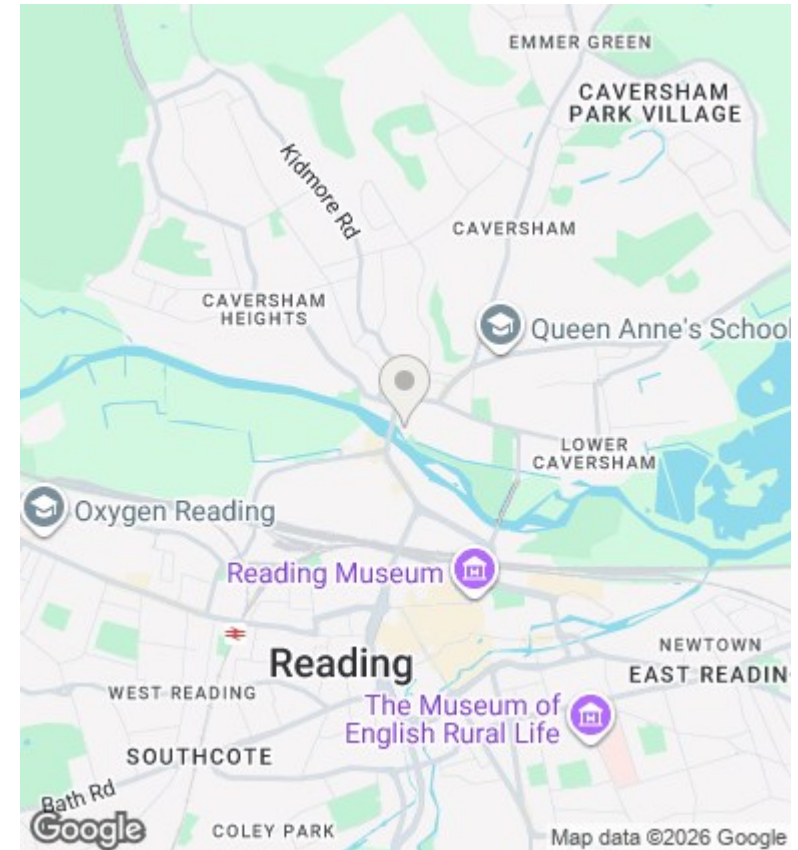 EMMER GREEN
CAVERSHAM
PARK VILLAGE
Kidmore Rd
CAVERSHAM
CAVERSHAM
HEIGHTS
Queen Anne's School
LOWER
CAVERSHAM
Oxygen Reading
Reading Museum
NEWTOWN
Reading
EAST READIN
WEST READING
The Museum of
English Rural Life
SOUTHCOTE
Bath Rd
Google
COLEY PARK
Map data ©2026 Google